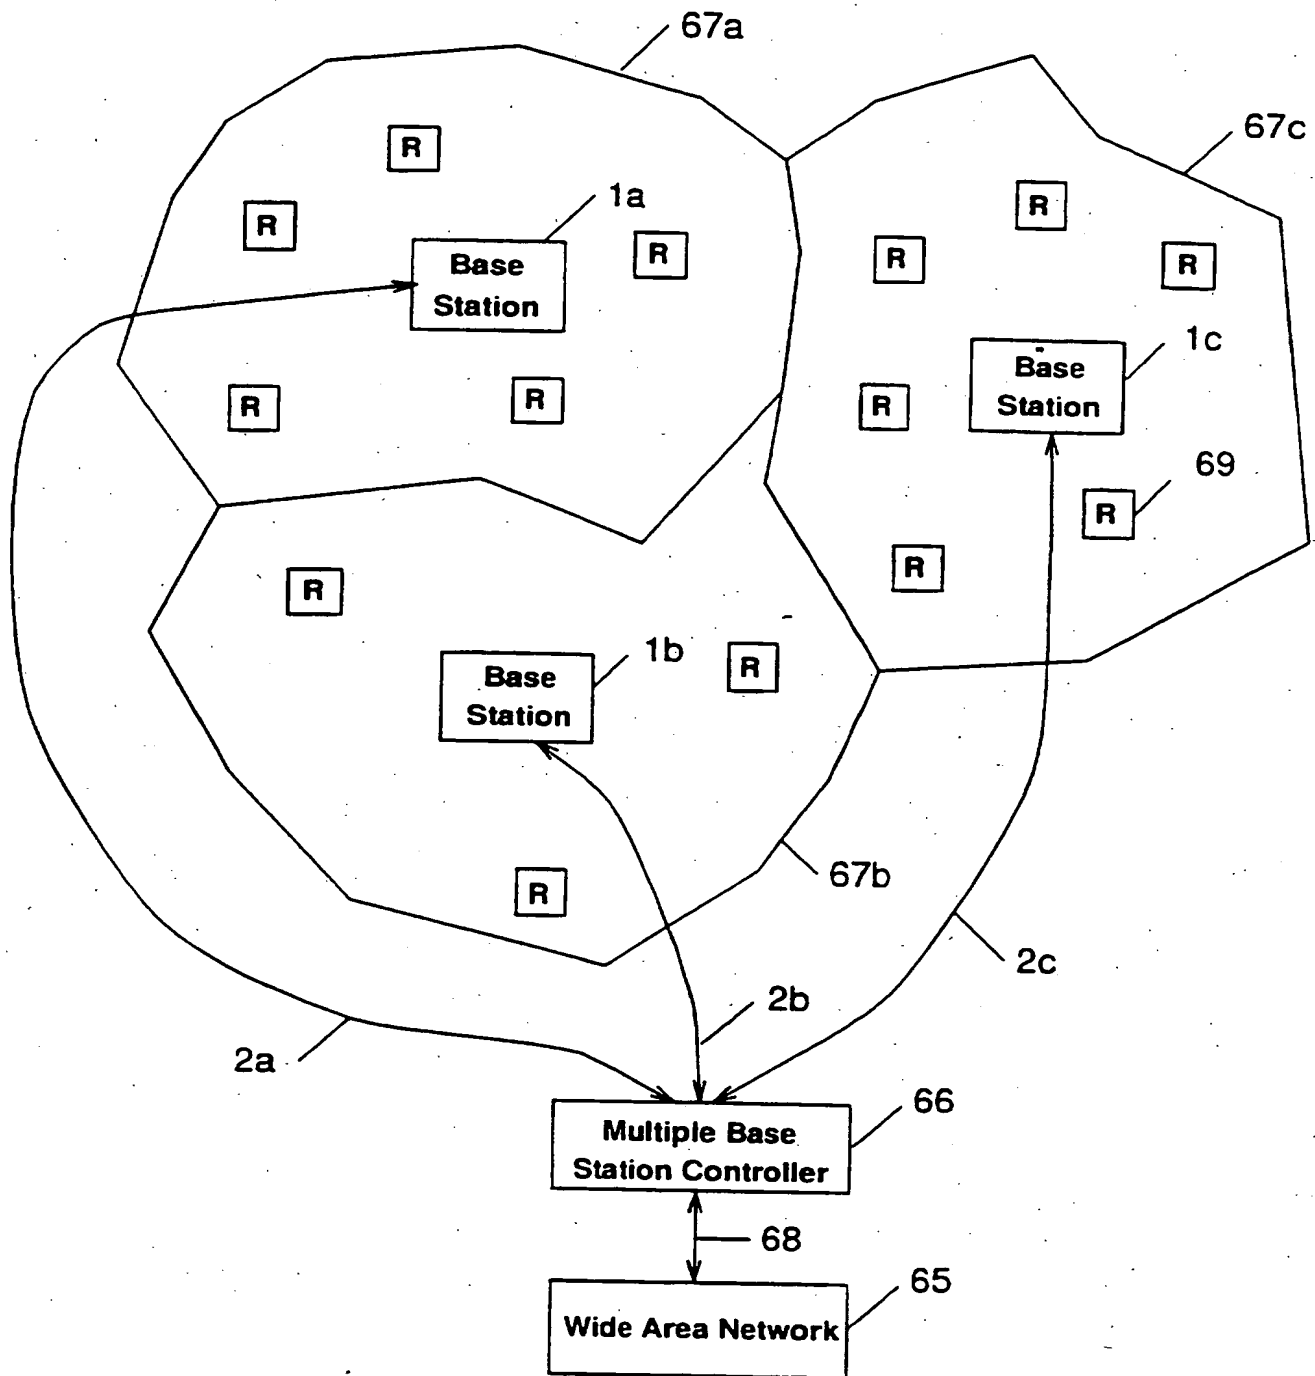 67a
67c
R
R
1a
R
R
R
R
Base
Station
R
1c
Base
Station
R
R
R
69
R
R
R
1b
R
Base
Station
67b
R
2c
2b
2a
66
Multiple Base
Station Controller
68
65
Wide Area Network